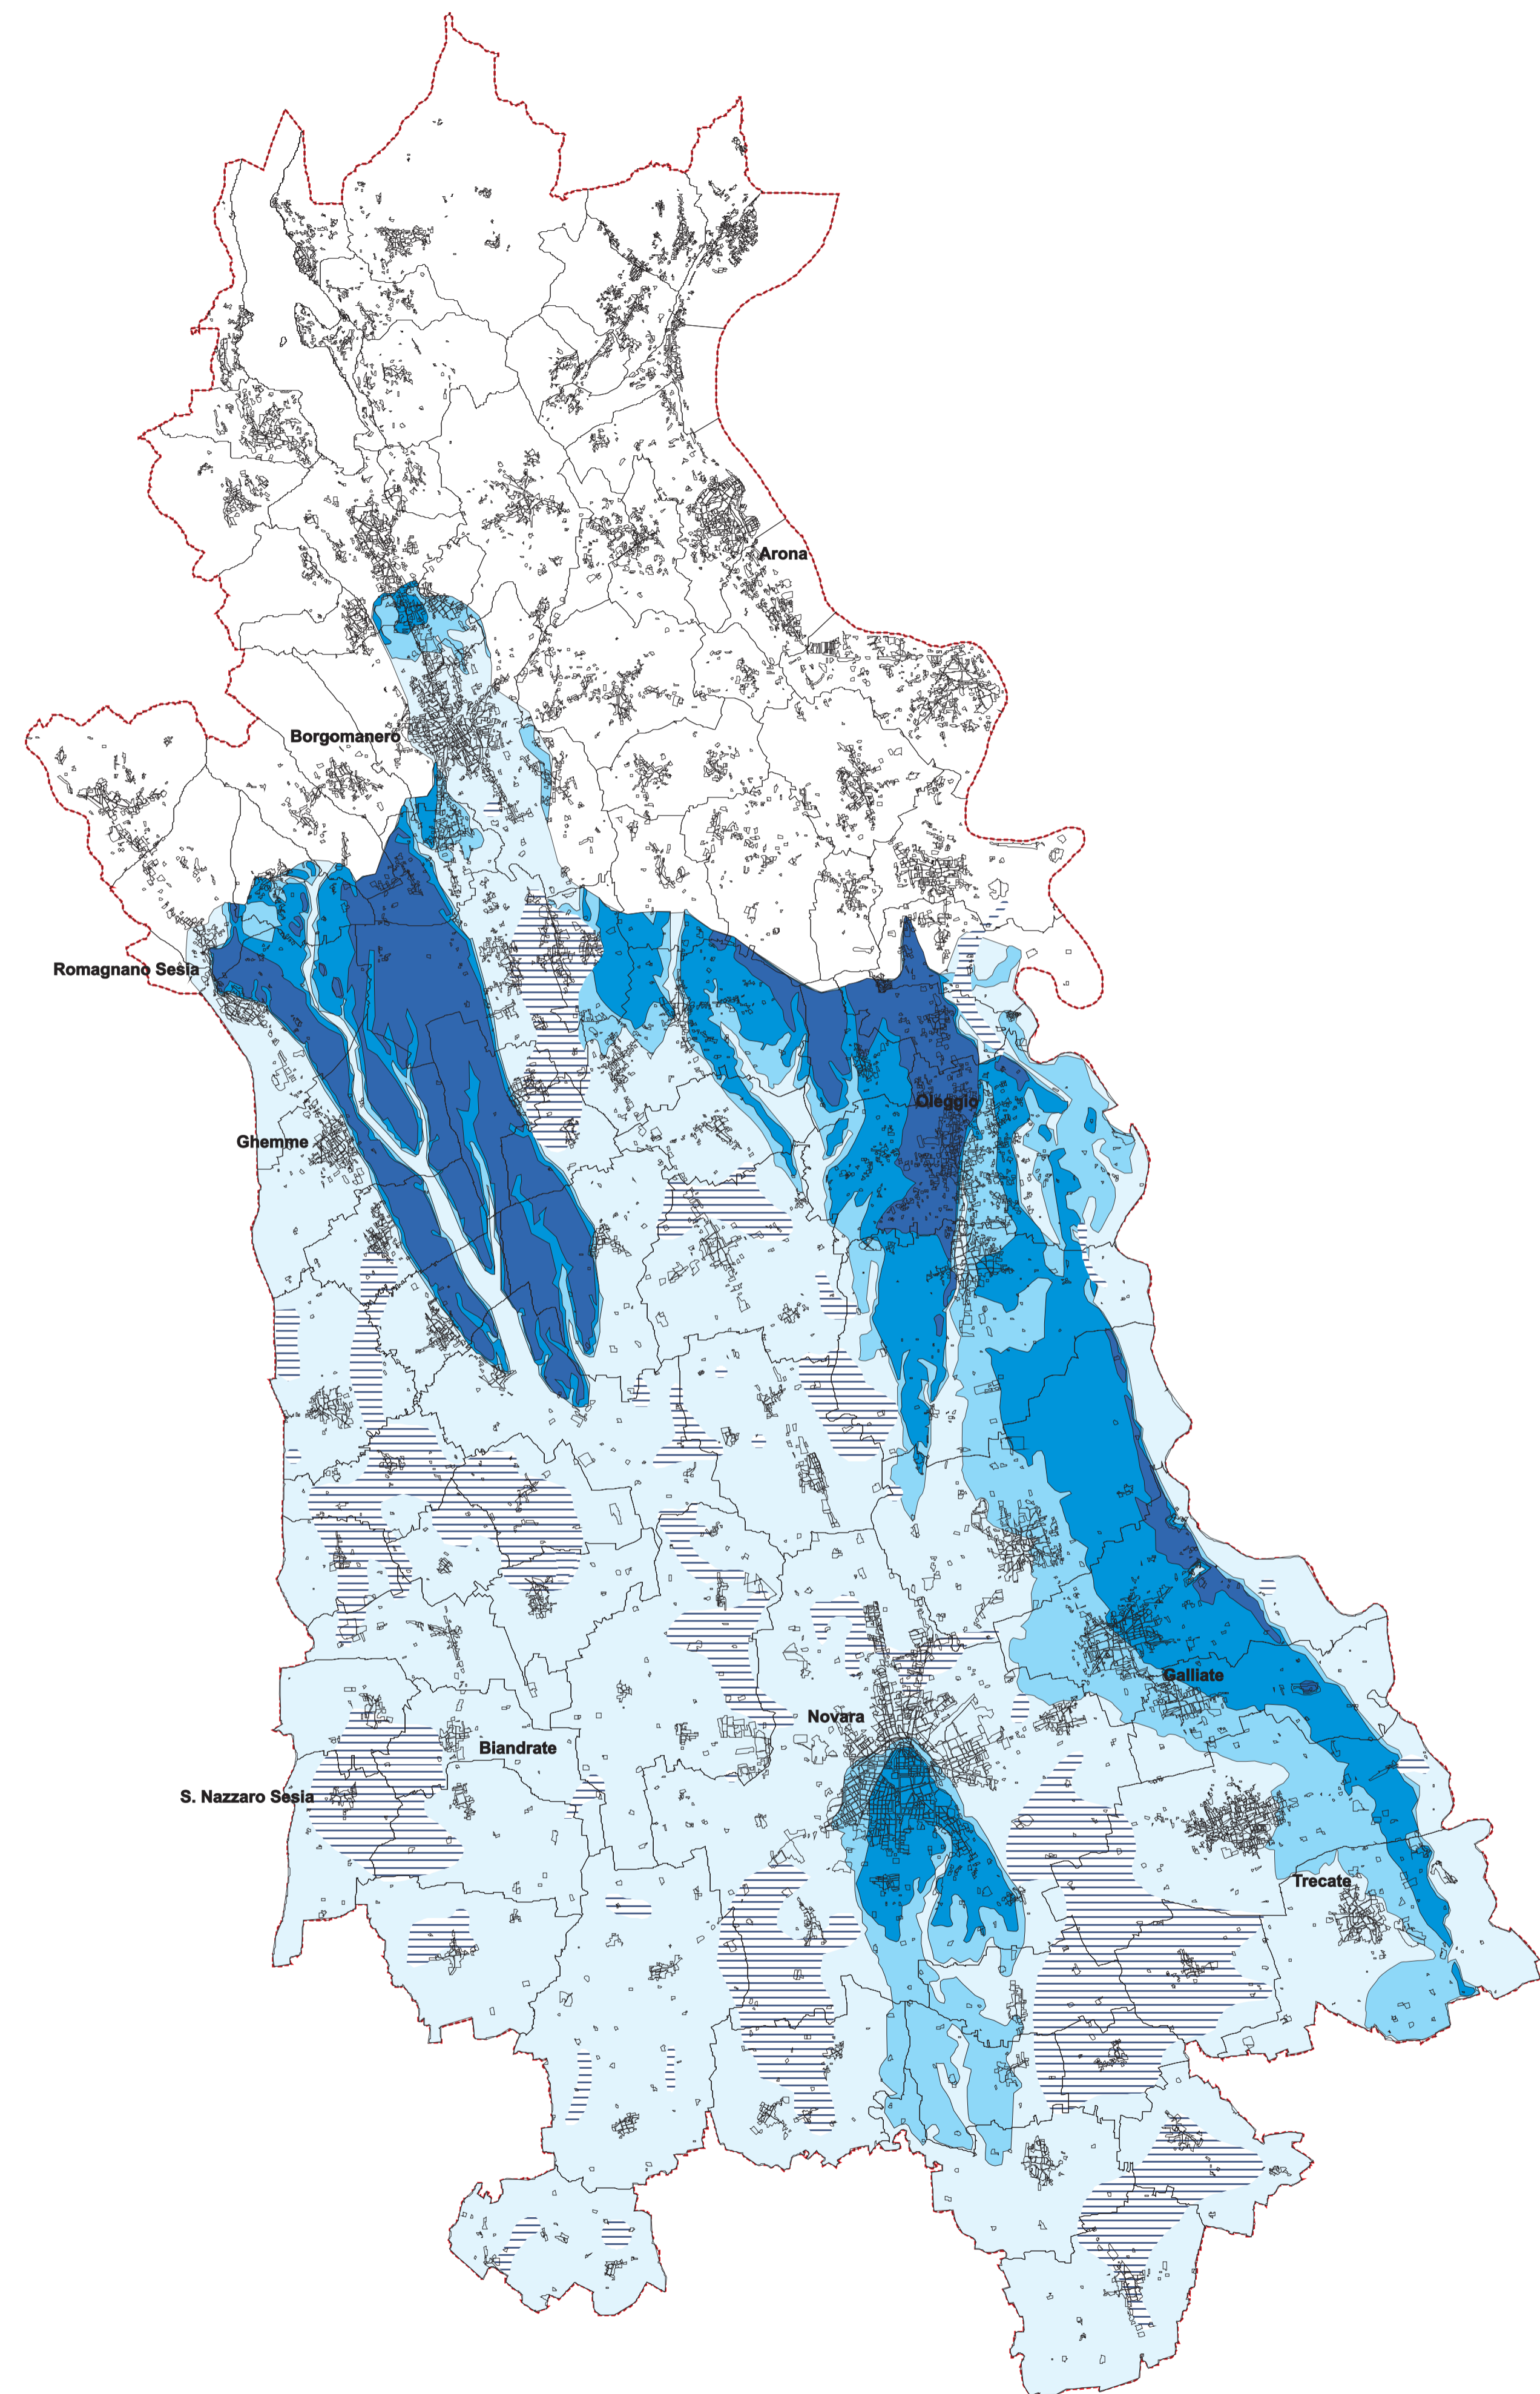 Arona
Borgomanero
Romagnano Sesia
Oleggio
Ghemme
Galliate
Novara
Biandrate
S. Nazzaro Sesia
Trecate